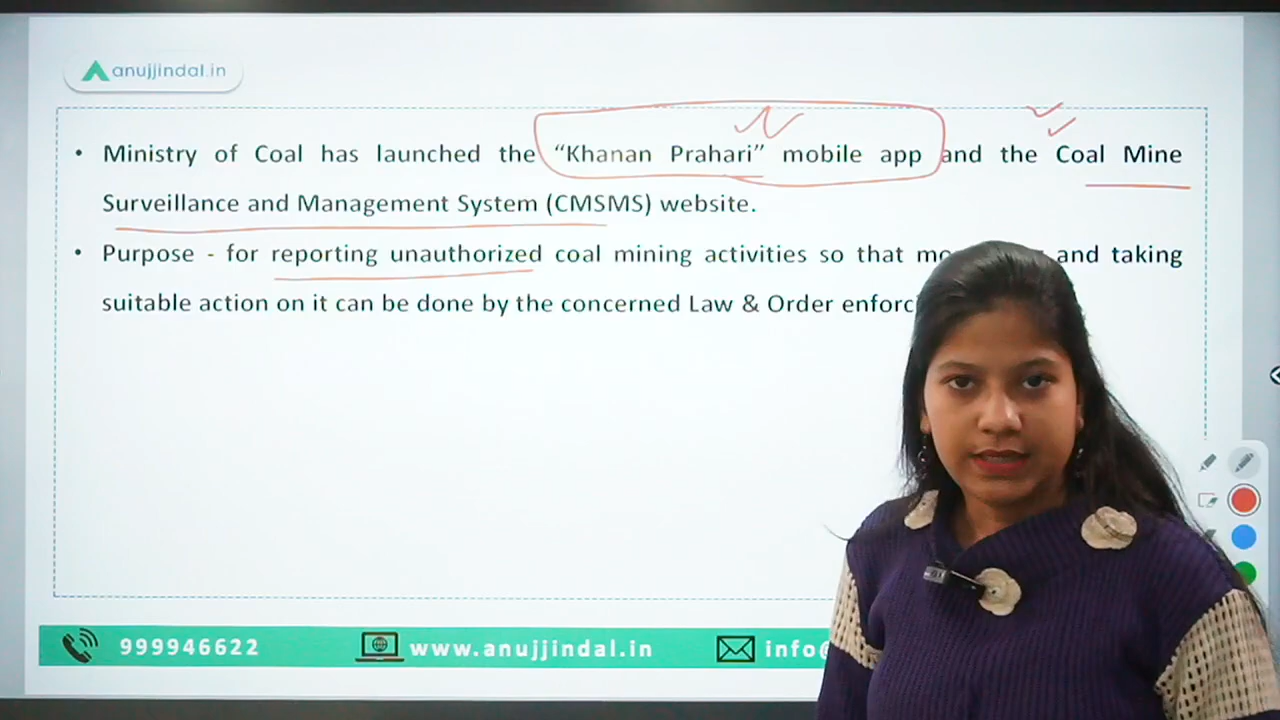 anujjindal.in
• Ministry of Coal has launched the “Khanan Prahari” mobile app and the Coal Mine
Surveillance and Management System (CMSMS) website.
• Purpose - for reporting unauthorized coal mining activities so that and taking
suitable action on it can be done by the concerned Law & Order
999946622 www.anujjindal.in info@